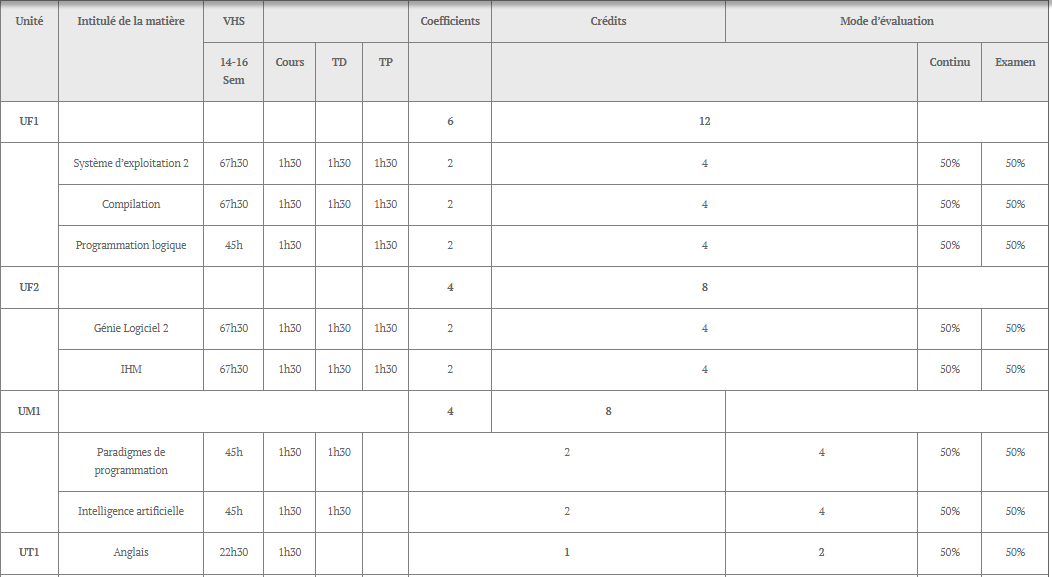 Unité Intitulé de la matière VHS Coefficients Crédits Mode d'évaluation
14-16 Sem Cours TD TP Continu Examen
UF1 6 12
Système d'exploitation 2 67h30 1h30 1h30 1h30 2 4 50% 50%
Compilation 67h30 1h30 1h30 1h30 2 4 50% 50%
Programmation logique 45h 1h30 1h30 2 4 50% 50%
UF2 4 8
Génie Logiciel 2 67h30 1h30 1h30 1h30 2 4 50% 50%
IHM 67h30 1h30 1h30 1h30 2 4 50% 50%
UM1 4 8
Paradigmes de programmation 45h 1h30 1h30 2 4 50% 50%
Intelligence artificielle 45h 1h30 1h30 2 4 50% 50%
UT1 Anglais 22h30 1h30 1 2 50% 50%